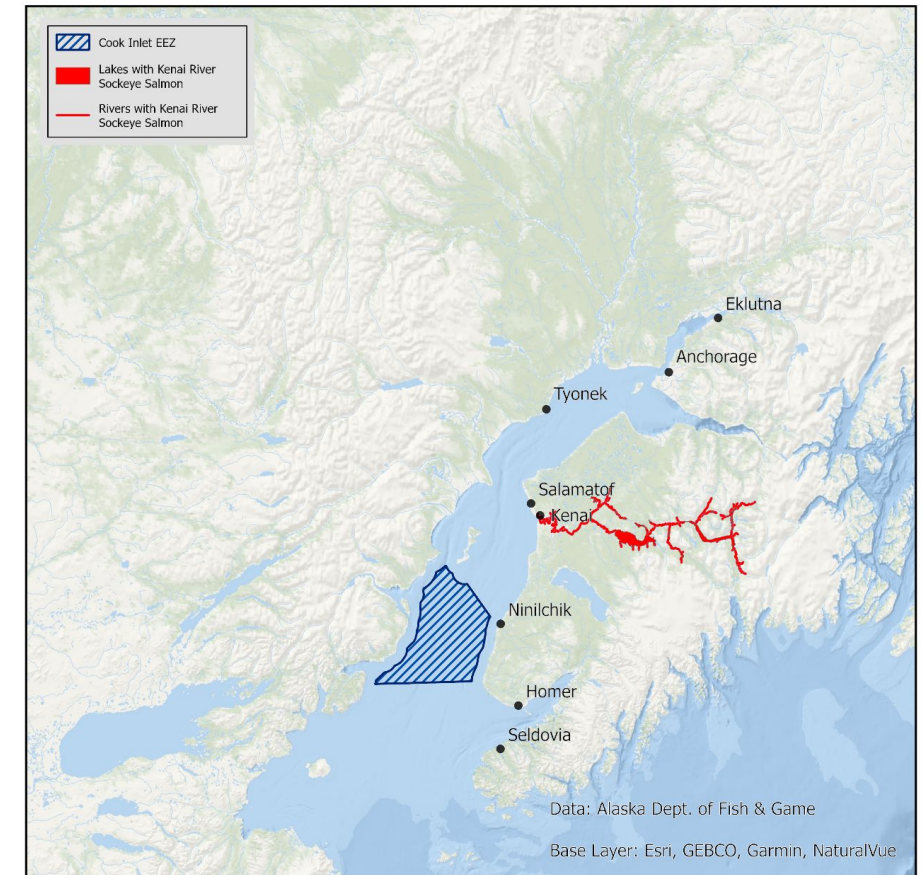 Cook Inlet EEZ
Lakes with Kenai River
Sockeye Salmon
Rivers with Kenai River
Sockeye Salmon
Eklutna
Anchorage
Tyonek
Salamatof
Kenai
Ninilchik
Homer
Seldovia
Data: Alaska Dept. of Fish & Game
Base Layer: Esri, GEBCO, Garmin, NaturalVue